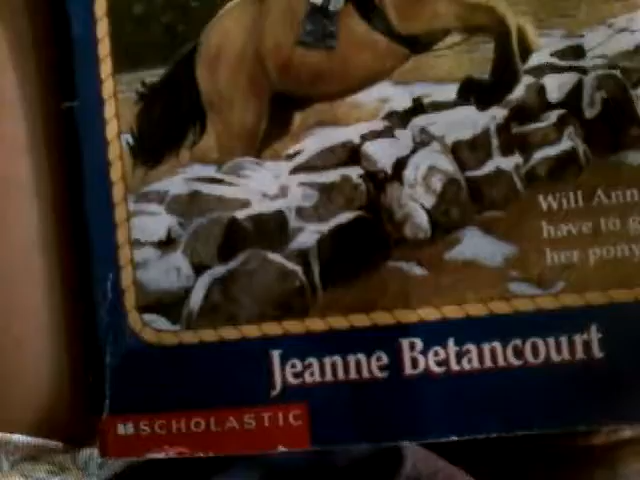 Will Ann
have to g
her pony
Jeanne Betancourt
SCHOLASTIC